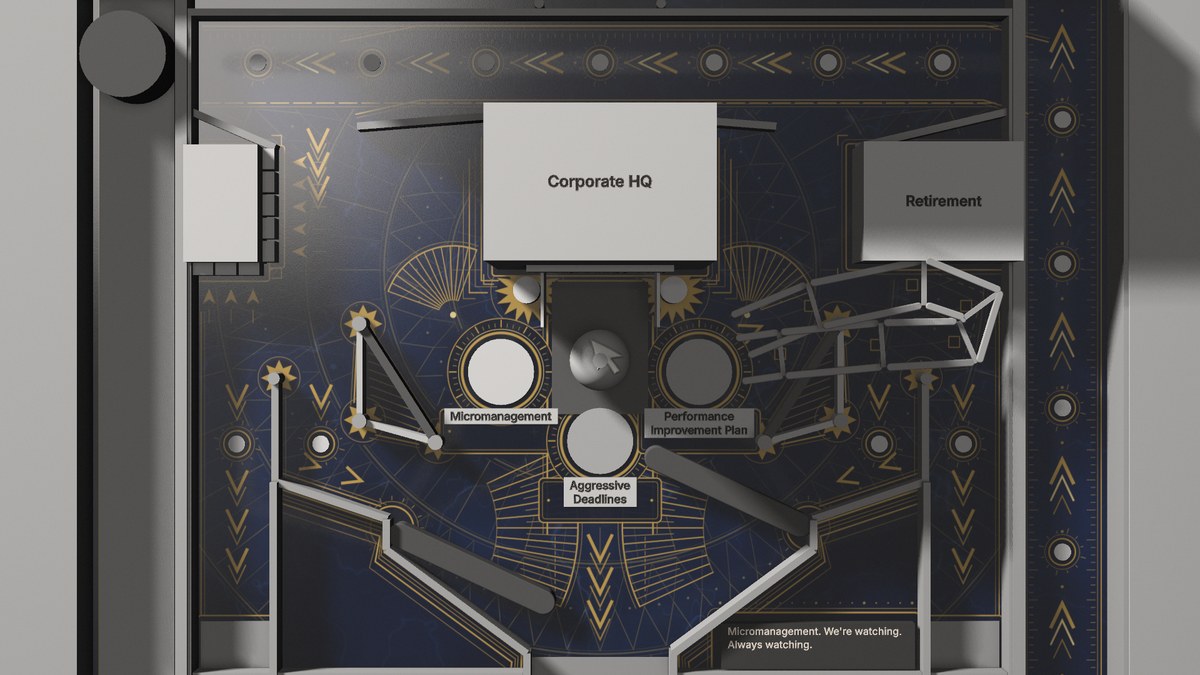 Corporate HQ
Retirement
Micromanagement
Performance
Improvement Plan
Aggressive
Deadlines
Micromanagement. We're watching.
Always watching.